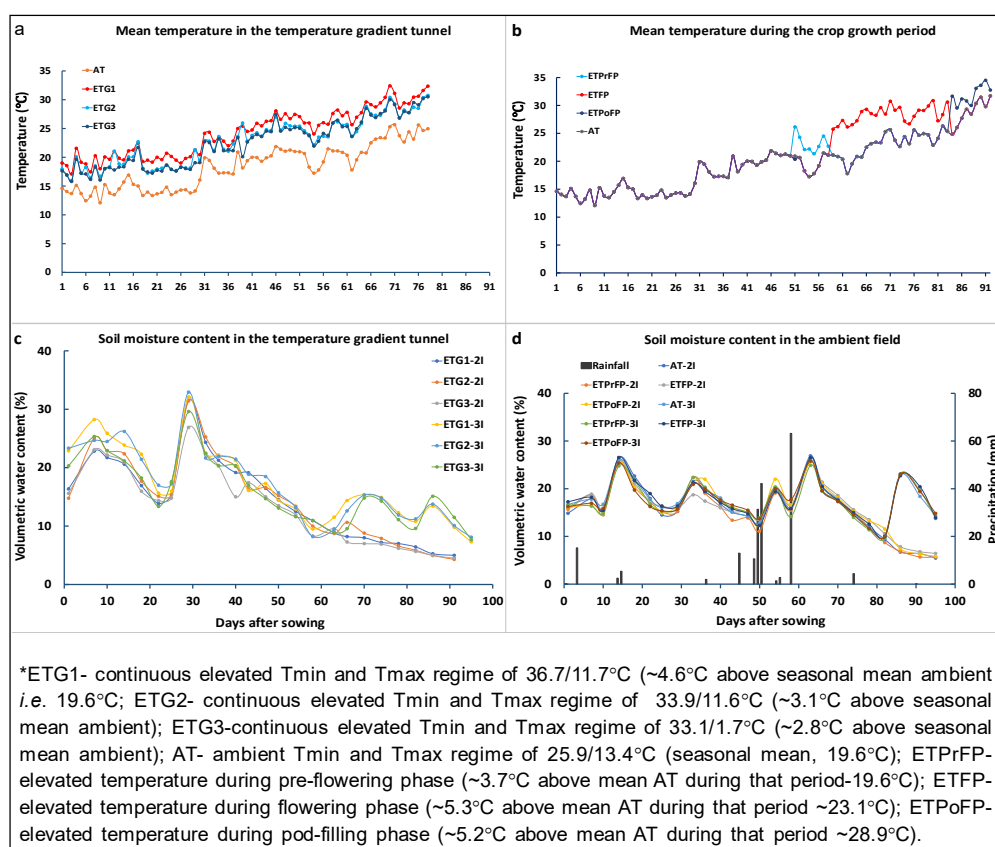 a
Mean temperature in the temperature gradient tunnel
Temperature (℃)
35
30
25
20
15
10
5
0
AT
ETG1
ETG2
ETG3
1 6 11 16 21 26 31 36 41 46 51 56 61 66 71 76 81 86 91
b
Mean temperature during the crop growth period
Temperature (℃)
35
30
25
20
15
10
5
0
ETPrFP
ETFP
ETPoFP
AT
1 6 11 16 21 26 31 36 41 46 51 56 61 66 71 76 81 86 91
c
Soil moisture content in the temperature gradient tunnel
Volumetric water content (%)
40
30
20
10
0
ETG1-2I
ETG2-2I
ETG3-2I
ETG1-3I
ETG2-3I
ETG3-3I
0 10 20 30 40 50 60 70 80 90 100
Days after sowing
d
Soil moisture content in the ambient field
Volumetric water content (%)
40
30
20
10
0
Rainfall AT-2I
ETPrFP-2I ETFP-2I
ETPoFP-2I AT-3I
ETPrFP-3I ETFP-3I
ETPoFP-3I
80
60
40
20
0
Precipitation (mm)
0 10 20 30 40 50 60 70 80 90 100
Days after sowing
*ETG1- continuous elevated Tmin and Tmax regime of 36.7/11.7°C (~4.6°C above seasonal mean ambient
i.e. 19.6°C; ETG2- continuous elevated Tmin and Tmax regime of 33.9/11.6°C (~3.1°C above seasonal
mean ambient); ETG3-continuous elevated Tmin and Tmax regime of 33.1/1.7°C (~2.8°C above seasonal
mean ambient); AT- ambient Tmin and Tmax regime of 25.9/13.4°C (seasonal mean, 19.6°C); ETPrFP-
elevated temperature during pre-flowering phase (~3.7°C above mean AT during that period-19.6°C); ETFP-
elevated temperature during flowering phase (~5.3°C above mean AT during that period ~23.1°C); ETPoFP-
elevated temperature during pod-filling phase (~5.2°C above mean AT during that period ~28.9°C).